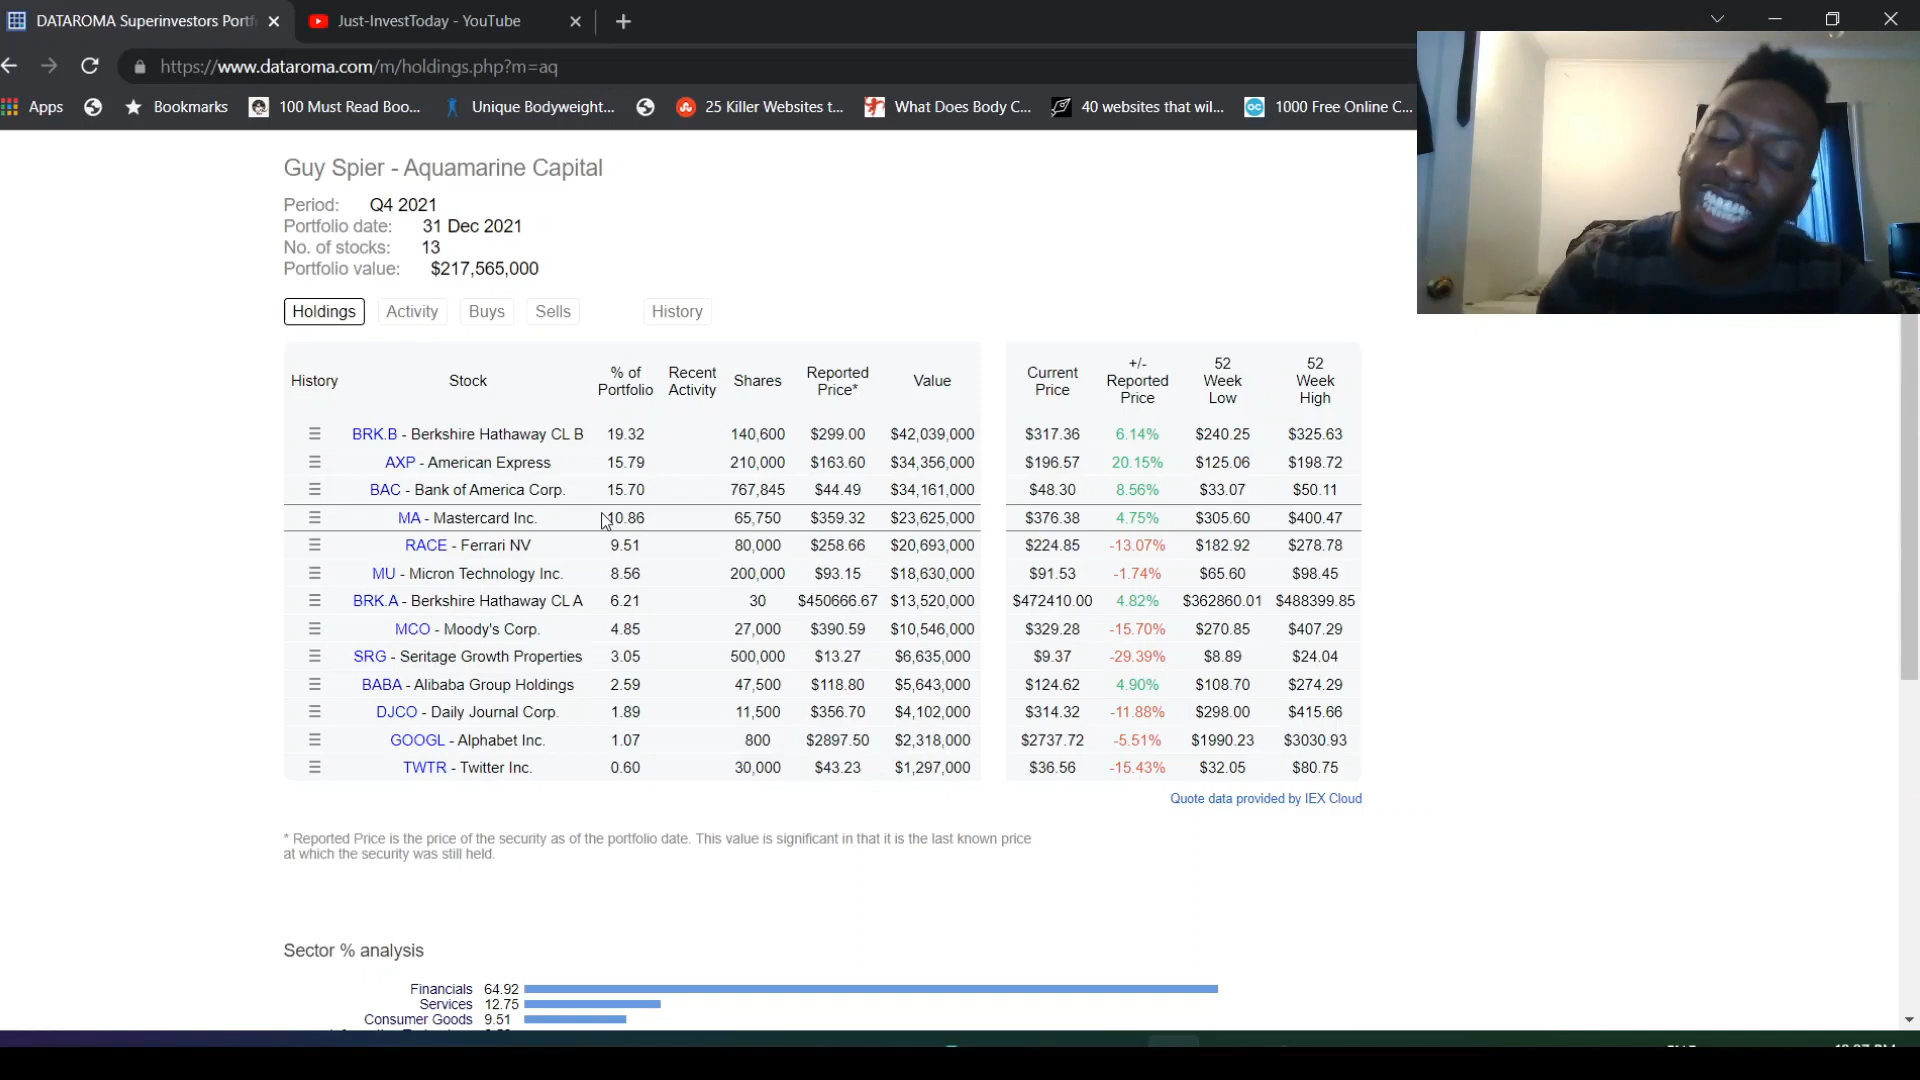 DATAROMA Superinvestors Portf
Just-InvestToday - YouTube
https://www.dataroma.com/m/holdings.php?m=aq
Apps Bookmarks 100 Must Read Boo... Unique Bodyweight... 25 Killer Websites t... What Does Body C... 40 websites that wil... 1000 Free Online C...
Guy Spier - Aquamarine Capital
Period: Q4 2021
Portfolio date: 31 Dec 2021
No. of stocks: 13
Portfolio value: $217,565,000
Holdings Activity Buys Sells History
History Stock % of Portfolio Recent Activity Shares Reported Price* Value Current Price +/- Reported Price 52 Week Low 52 Week High
BRK.B - Berkshire Hathaway CL B 19.32 140,600 $299.00 $42,039,000 $317.36 6.14% $240.25 $325.63
AXP - American Express 15.79 210,000 $163.60 $34,356,000 $196.57 20.15% $125.06 $198.72
BAC - Bank of America Corp. 15.70 767,845 $44.49 $34,161,000 $48.30 8.56% $33.07 $50.11
MA - Mastercard Inc. 10.86 65,750 $359.32 $23,625,000 $376.38 4.75% $305.60 $400.47
RACE - Ferrari NV 9.51 80,000 $258.66 $20,693,000 $224.85 -13.07% $182.92 $278.78
MU - Micron Technology Inc. 8.56 200,000 $93.15 $18,630,000 $91.53 -1.74% $65.60 $98.45
BRK.A - Berkshire Hathaway CL A 6.21 30 $450666.67 $13,520,000 $472410.00 4.82% $362860.01 $488399.85
MCO - Moody's Corp. 4.85 27,000 $390.59 $10,546,000 $329.28 -15.70% $270.85 $407.29
SRG - Seritage Growth Properties 3.05 500,000 $13.27 $6,635,000 $9.37 -29.39% $8.89 $24.04
BABA - Alibaba Group Holdings 2.59 47,500 $118.80 $5,643,000 $124.62 4.90% $108.70 $274.29
DJCO - Daily Journal Corp. 1.89 11,500 $356.70 $4,102,000 $314.32 -11.88% $298.00 $415.66
GOOGL - Alphabet Inc. 1.07 800 $2897.50 $2,318,000 $2737.72 -5.51% $1990.23 $3030.93
TWTR - Twitter Inc. 0.60 30,000 $43.23 $1,297,000 $36.56 -15.43% $32.05 $80.75
Quote data provided by IEX Cloud
* Reported Price is the price of the security as of the portfolio date. This value is significant in that it is the last known price
at which the security was still held.
Sector % analysis
Financials 64.92
Services 12.75
Consumer Goods 9.51